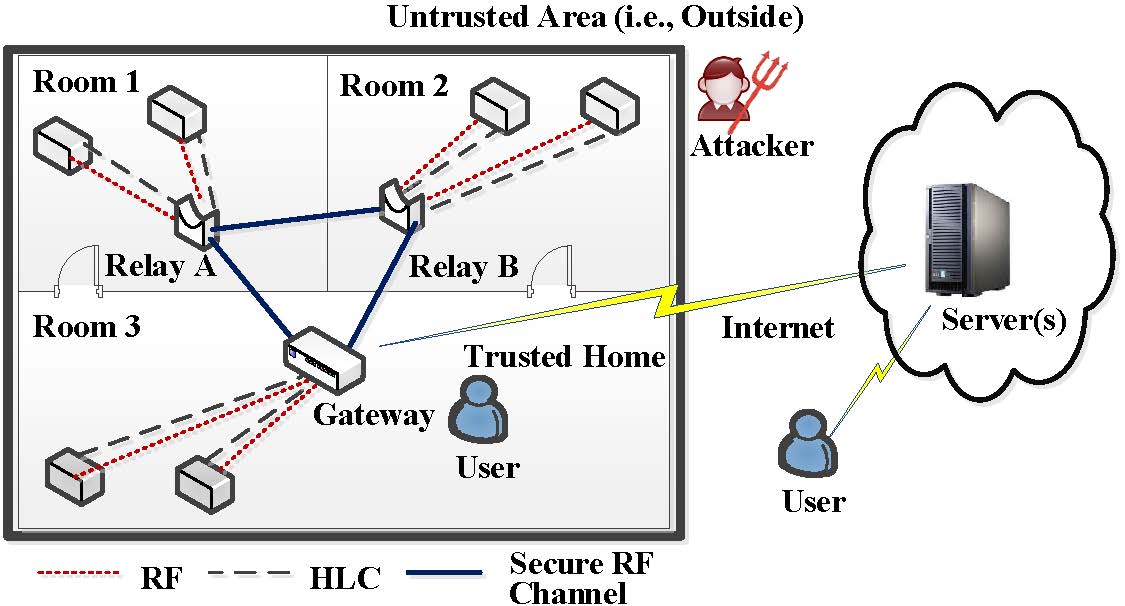 Untrusted Area (i.e., Outside)
Room 1
Room 2
Attacker
Relay A
Relay B
Room 3
Internet
Server(s)
Trusted Home
Gateway
User
User
RF
HLC
Secure RF
Channel